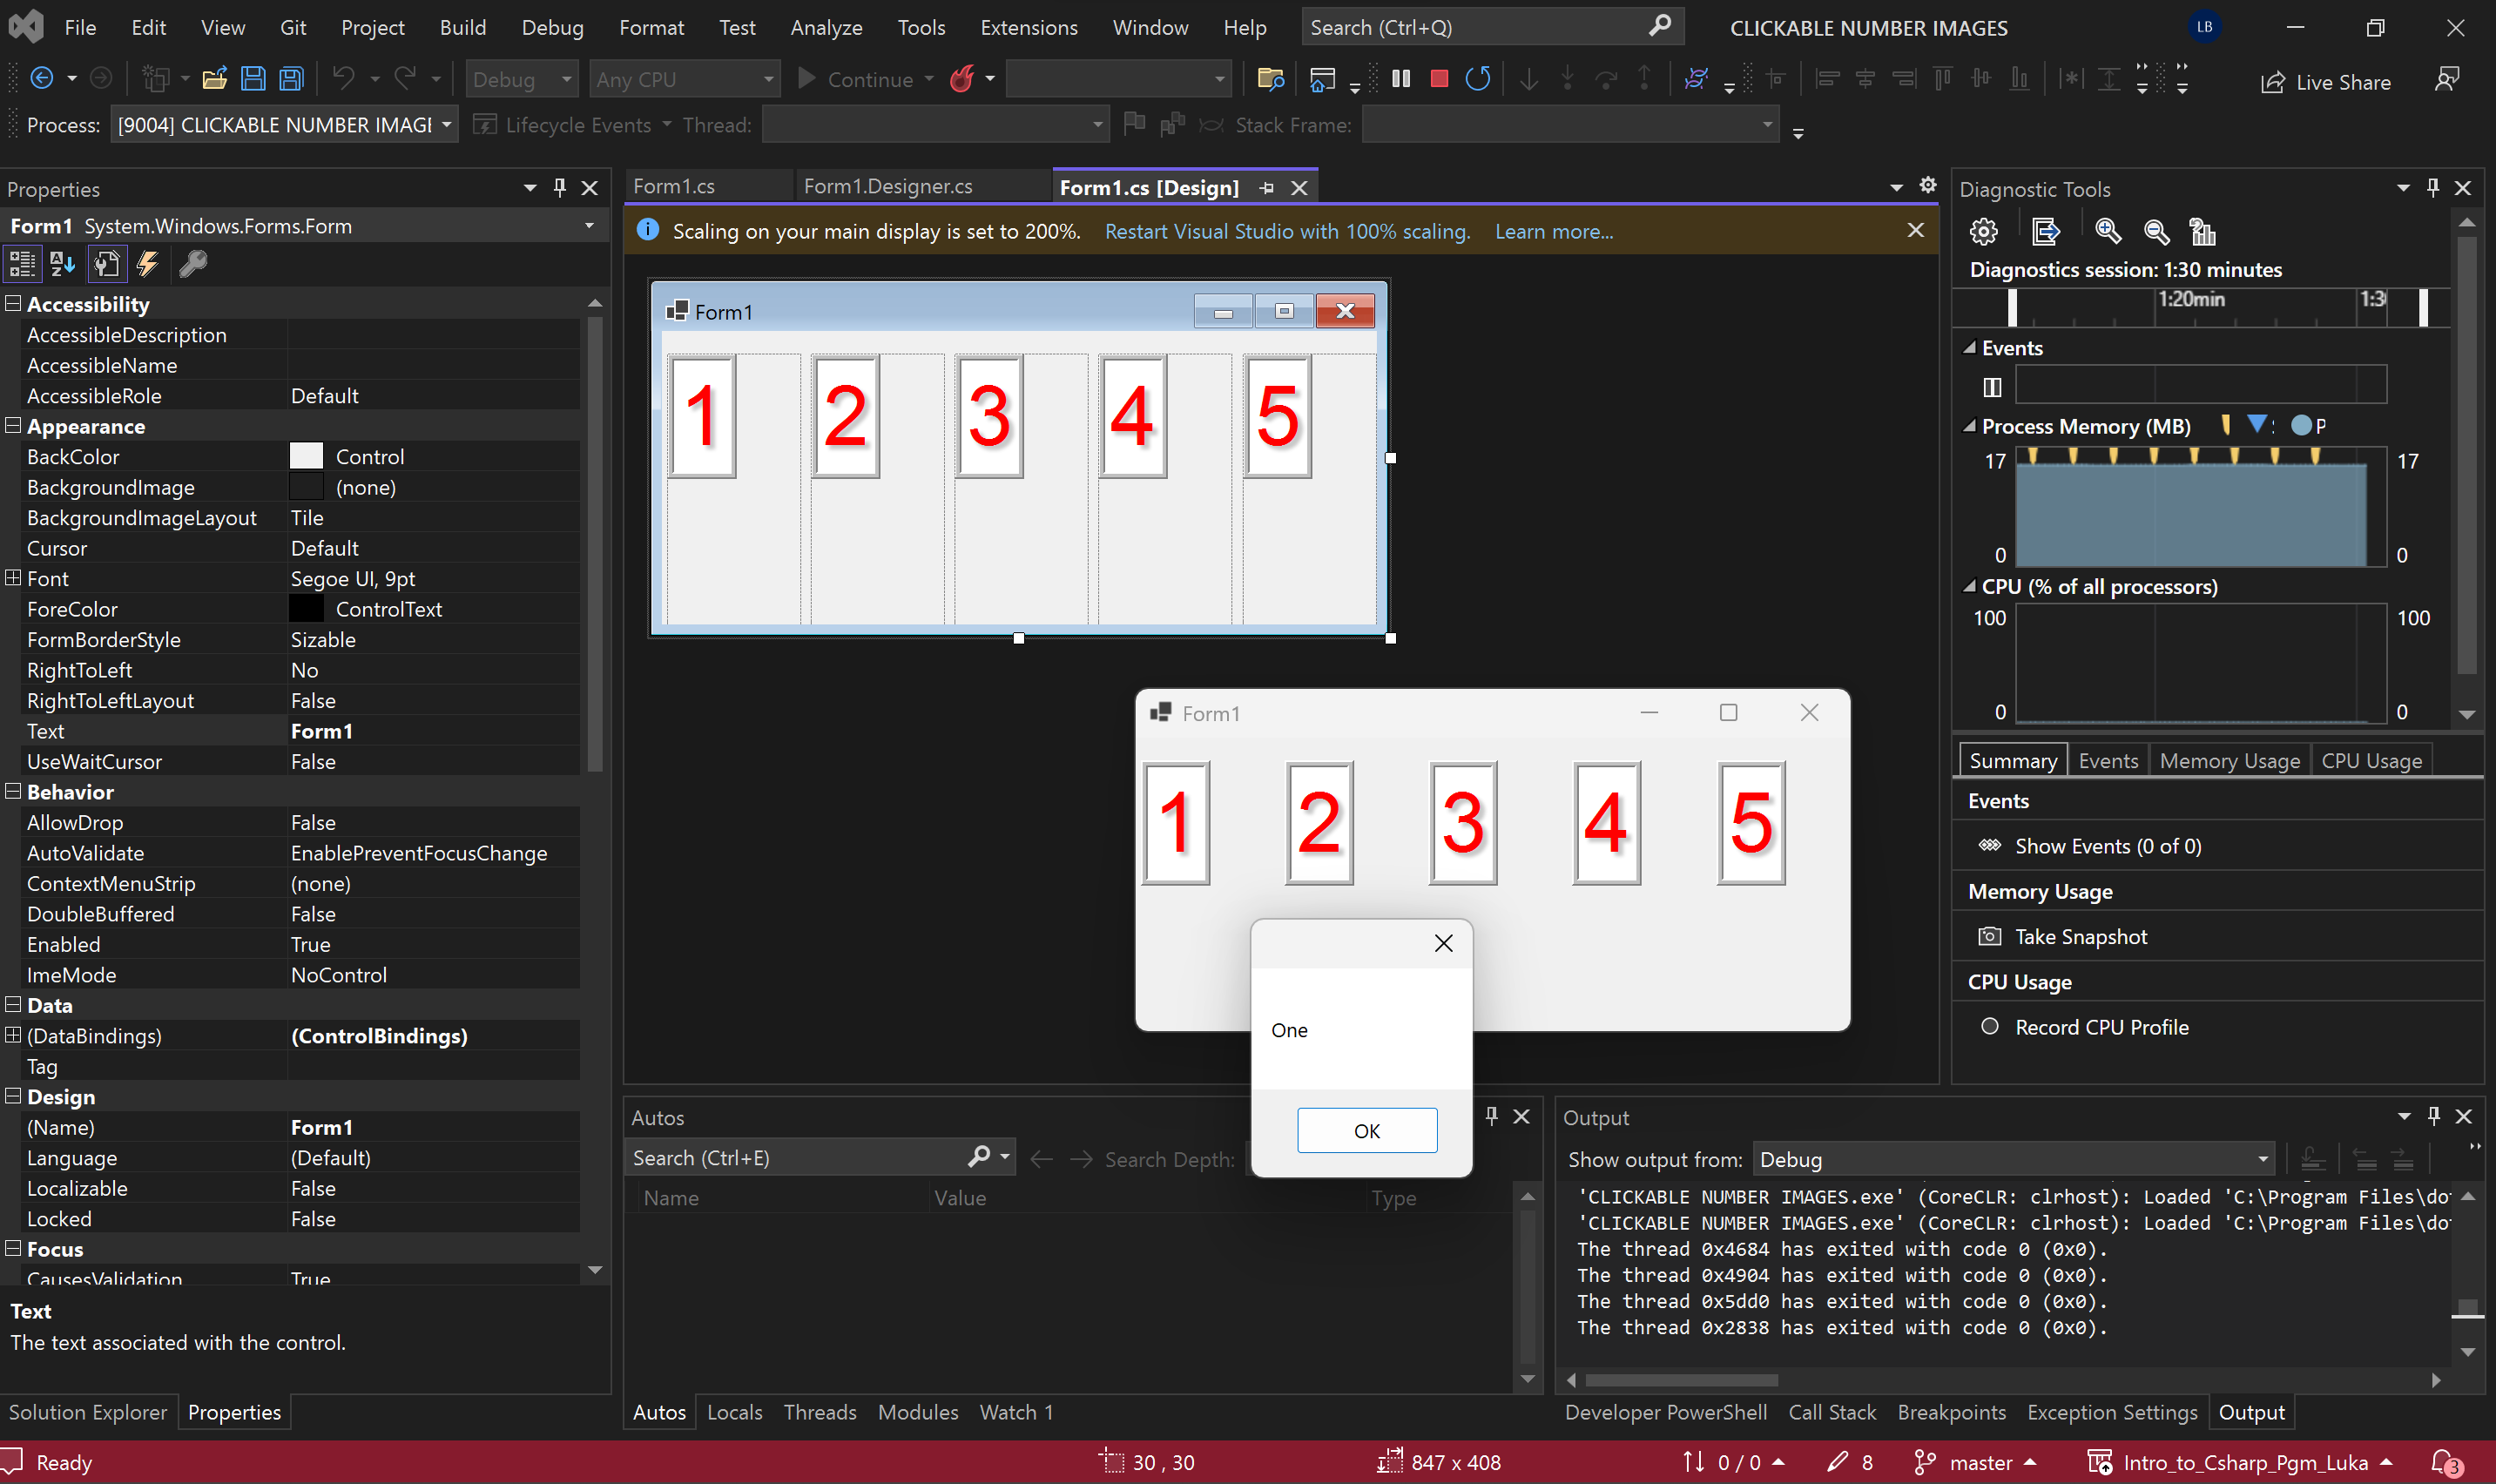 File Edit View Git Project Build Debug Format Test Analyze Tools Extensions Window Help Search (Ctrl+Q) CLICKABLE NUMBER IMAGES LB
Debug Any CPU Continue Live Share
Process: [9004] CLICKABLE NUMBER IMAGE Lifecycle Events Thread: Stack Frame:
Properties
Form1 System.Windows.Forms.Form
Accessibility
AccessibleDescription
AccessibleName
AccessibleRole Default
Appearance
BackColor Control
BackgroundImage (none)
BackgroundImageLayout Tile
Cursor Default
Font Segoe UI, 9pt
ForeColor ControlText
FormBorderStyle Sizable
RightToLeft No
RightToLeftLayout False
Text Form1
UseWaitCursor False
Behavior
AllowDrop False
AutoValidate EnablePreventFocusChange
ContextMenuStrip (none)
DoubleBuffered False
Enabled True
ImeMode NoControl
Data
(DataBindings) (ControlBindings)
Tag
Design
(Name) Form1
Language (Default)
Localizable False
Locked False
Focus
CausesValidation True
Text
The text associated with the control.
Solution Explorer Properties
Form1.cs Form1.Designer.cs Form1.cs [Design]
Scaling on your main display is set to 200%. Restart Visual Studio with 100% scaling. Learn more...
Form1
1 2 3 4 5
Form1
1 2 3 4 5
One
OK
Autos
Search (Ctrl+E) Search Depth:
Name Value Type
Autos Locals Threads Modules Watch 1
Diagnostic Tools
Diagnostics session: 1:30 minutes
1:20min 1:3
Events
Process Memory (MB) P
17 17
0 0
CPU (% of all processors)
100 100
0 0
Summary Events Memory Usage CPU Usage
Events
Show Events (0 of 0)
Memory Usage
Take Snapshot
CPU Usage
Record CPU Profile
Output
Show output from: Debug
'CLICKABLE NUMBER IMAGES.exe' (CoreCLR: clrhost): Loaded 'C:\Program Files\do
'CLICKABLE NUMBER IMAGES.exe' (CoreCLR: clrhost): Loaded 'C:\Program Files\do
The thread 0x4684 has exited with code 0 (0x0).
The thread 0x4904 has exited with code 0 (0x0).
The thread 0x5dd0 has exited with code 0 (0x0).
The thread 0x2838 has exited with code 0 (0x0).
Developer PowerShell Call Stack Breakpoints Exception Settings Output
Ready 30 , 30 847 x 408 0 / 0 8 master Intro_to_Csharp_Pgm_Luka 3